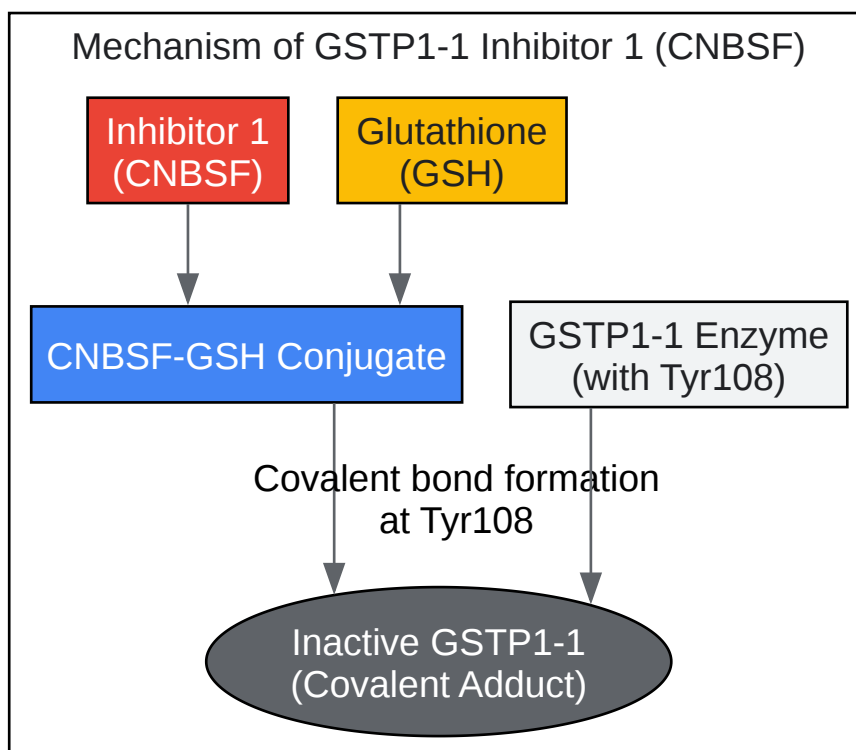 Mechanism of GSTP1-1 Inhibitor 1 (CNBSF)
Inhibitor 1
(CNBSF)
Glutathione
(GSH)
CNBSF-GSH Conjugate
GSTP1-1 Enzyme
(with Tyr108)
Covalent bond formation
at Tyr108
Inactive GSTP1-1
(Covalent Adduct)